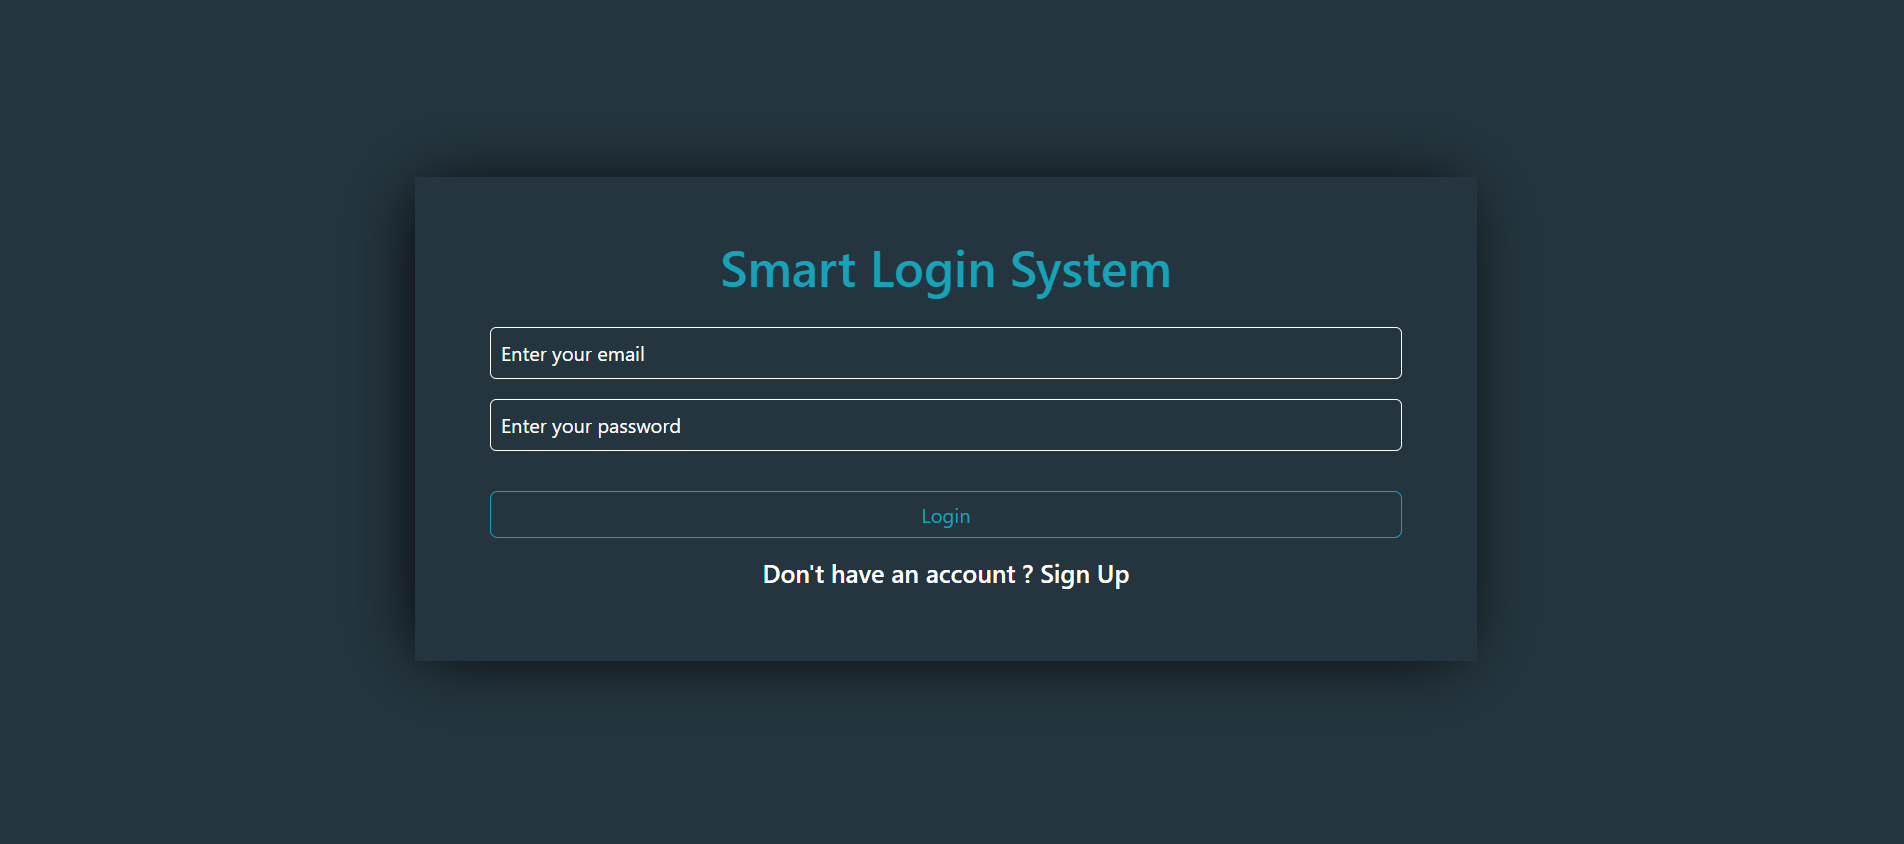 Smart Login System
Enter your email
Enter your password
Login
Don't have an account ? Sign Up